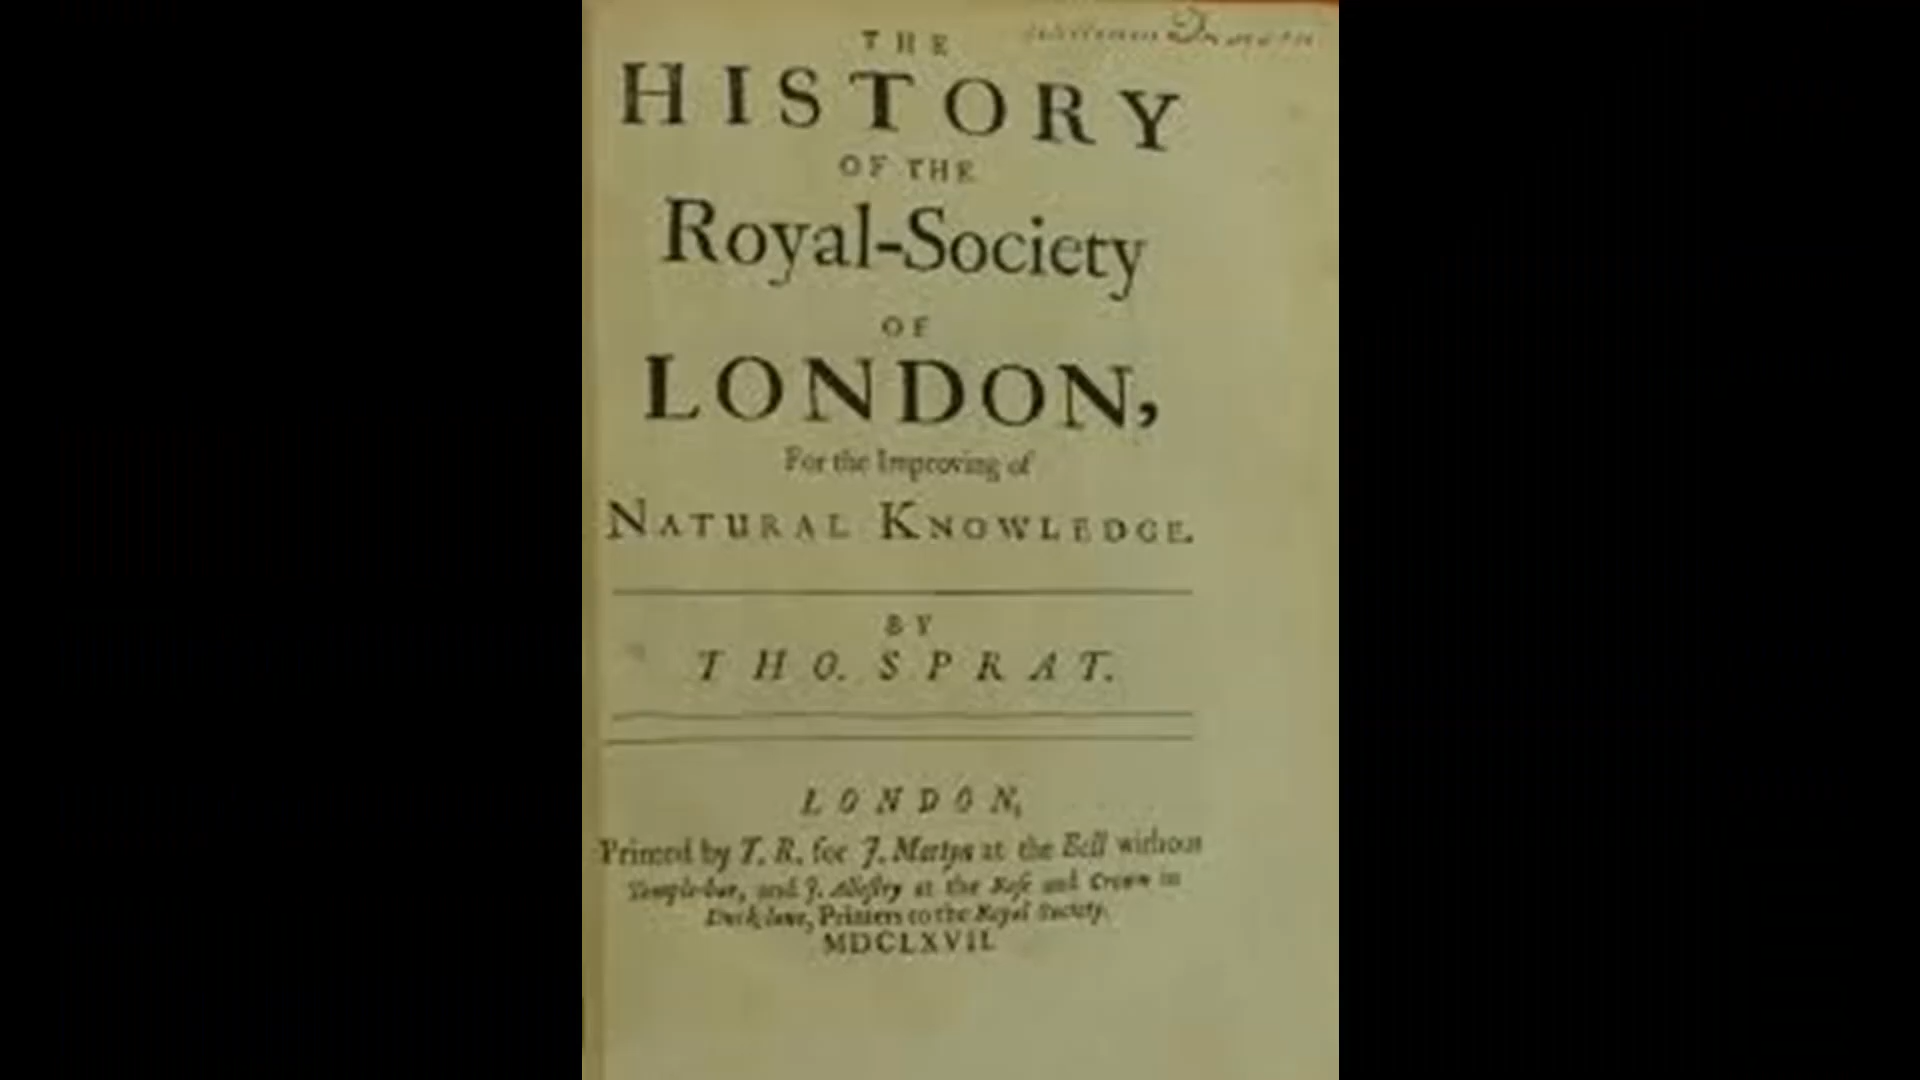 THE
HISTORY
OF THE
Royal-Society
OF
LONDON,
For the Improving of
NATURAL KNOWLEDGE.
BY
THO. SPRAT.
LONDON,
Printed by T. R. for J. Martyn at the Bell without
Temple-bar, and J. Allestry at the Rose and Crown in
Duck-lane, Printers to the Royal Society.
MDCLXVII.